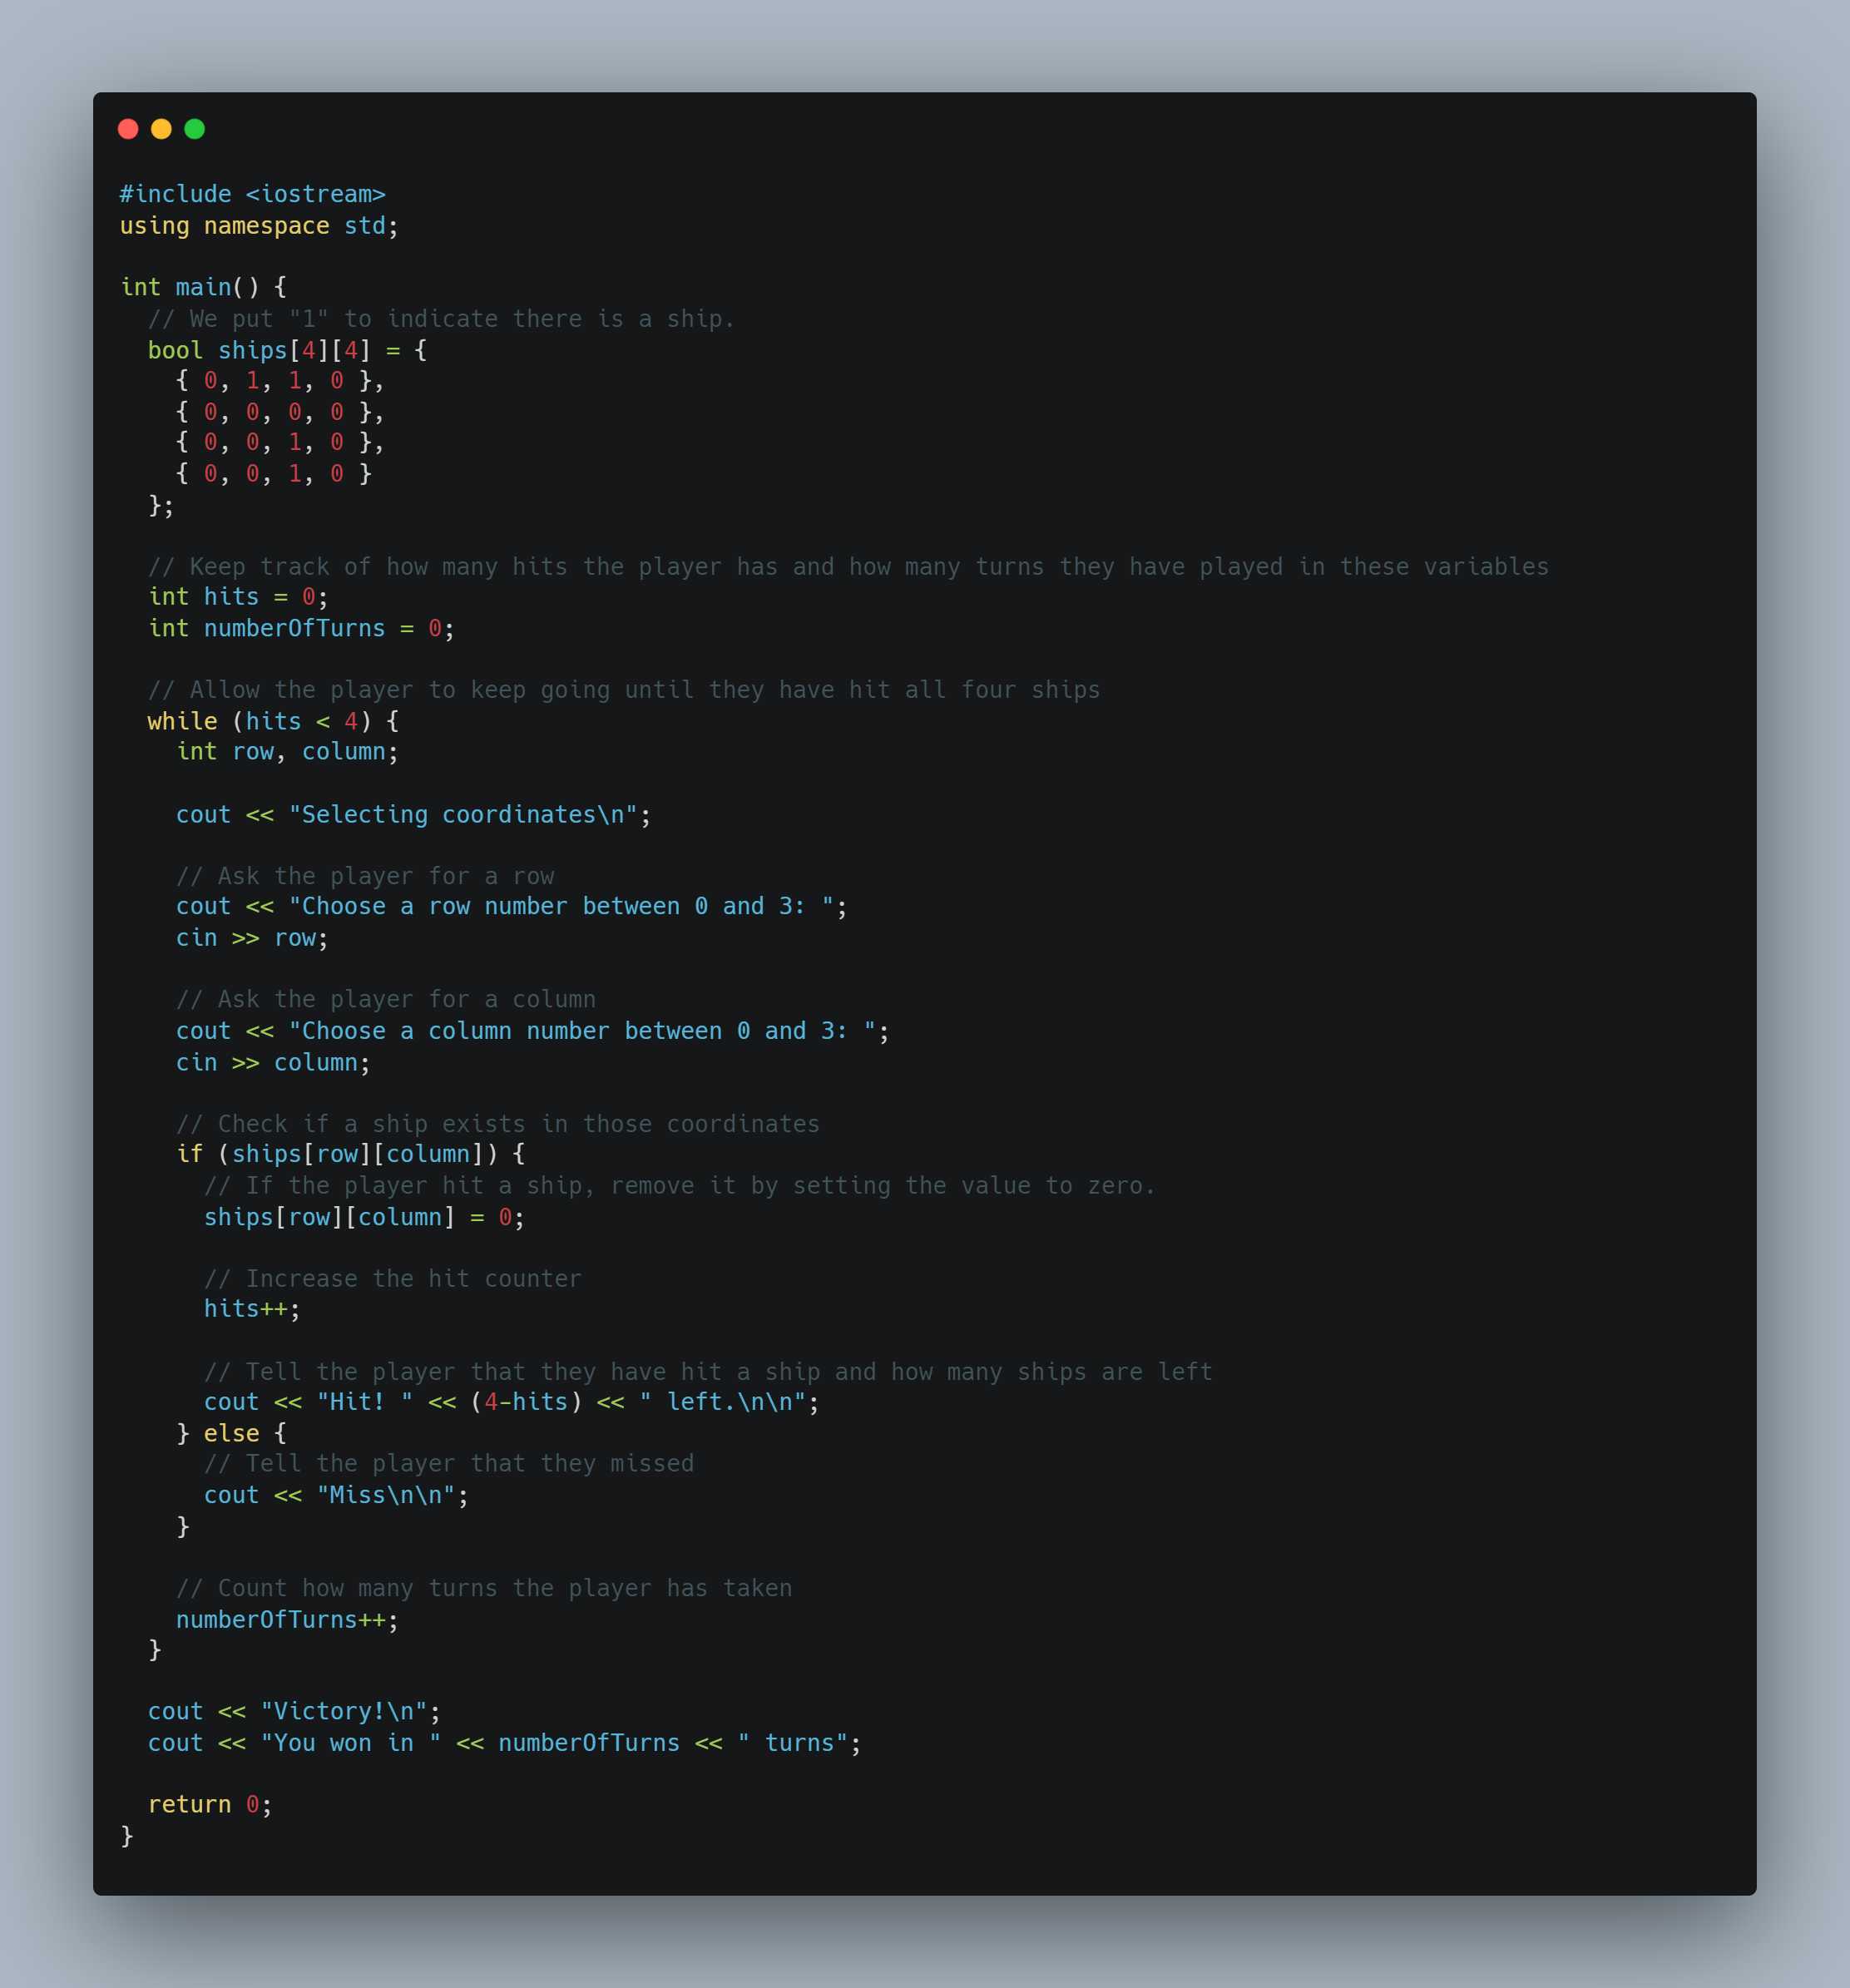 #include <iostream>
using namespace std;

int main() {
  // We put "1" to indicate there is a ship.
  bool ships[4][4] = {
    { 0, 1, 1, 0 },
    { 0, 0, 0, 0 },
    { 0, 0, 1, 0 },
    { 0, 0, 1, 0 }
  };

  // Keep track of how many hits the player has and how many turns they have played in these variables
  int hits = 0;
  int numberOfTurns = 0;

  // Allow the player to keep going until they have hit all four ships
  while (hits < 4) {
    int row, column;

    cout << "Selecting coordinates\n";

    // Ask the player for a row
    cout << "Choose a row number between 0 and 3: ";
    cin >> row;

    // Ask the player for a column
    cout << "Choose a column number between 0 and 3: ";
    cin >> column;

    // Check if a ship exists in those coordinates
    if (ships[row][column]) {
      // If the player hit a ship, remove it by setting the value to zero.
      ships[row][column] = 0;

      // Increase the hit counter
      hits++;

      // Tell the player that they have hit a ship and how many ships are left
      cout << "Hit! " << (4-hits) << " left.\n\n";
    } else {
      // Tell the player that they missed
      cout << "Miss\n\n";
    }

    // Count how many turns the player has taken
    numberOfTurns++;
  }

  cout << "Victory!\n";
  cout << "You won in " << numberOfTurns << " turns";

  return 0;
}